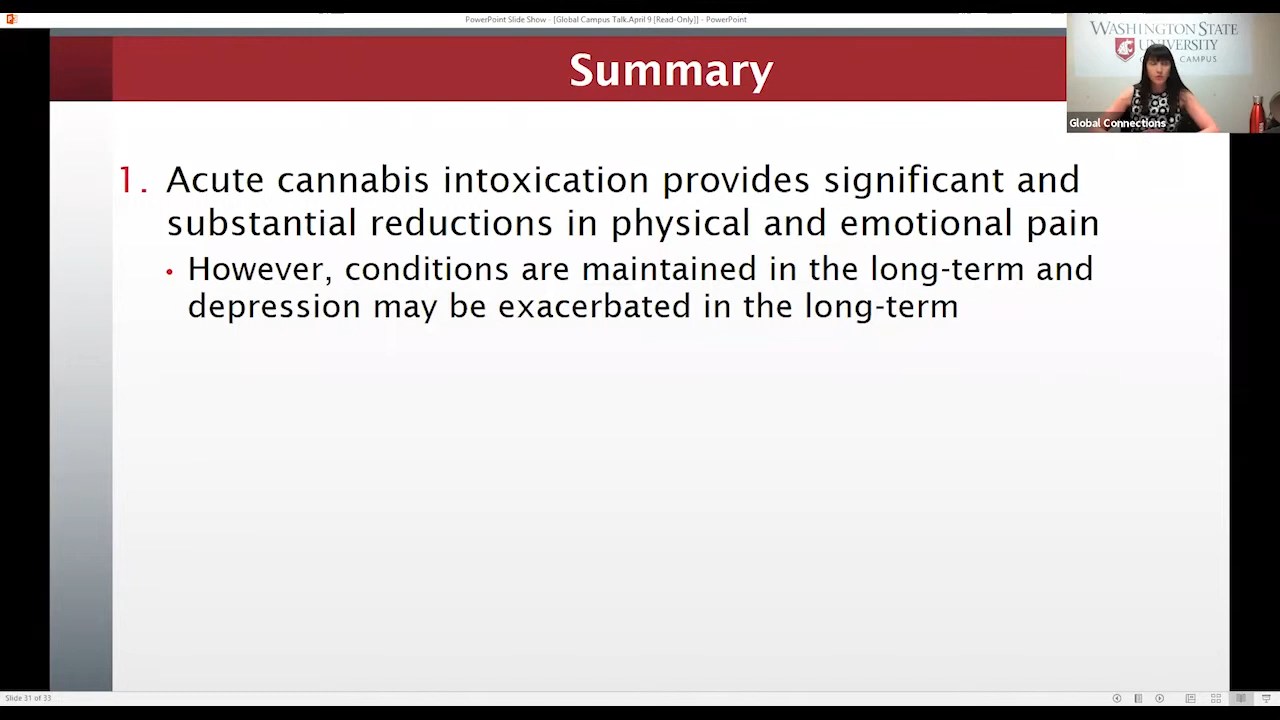 PowerPoint Slide Show - [Global Campus Talk.April 9 [Read-Only]] - PowerPoint
WASHINGTON STATE
UNIVERSITY
CAMPUS
Global Connections
Summary
1. Acute cannabis intoxication provides significant and
substantial reductions in physical and emotional pain
• However, conditions are maintained in the long-term and
depression may be exacerbated in the long-term
Slide 31 of 33